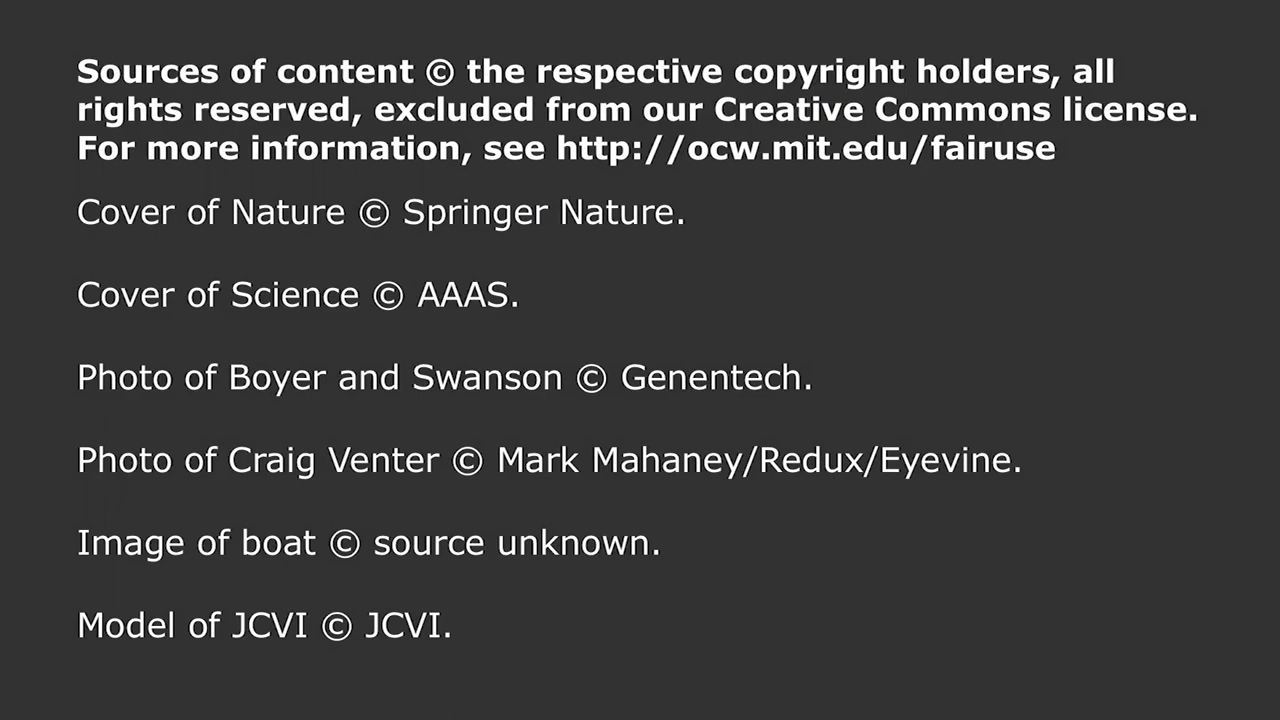 Sources of content © the respective copyright holders, all
rights reserved, excluded from our Creative Commons license.
For more information, see http://ocw.mit.edu/fairuse
Cover of Nature © Springer Nature.
Cover of Science © AAAS.
Photo of Boyer and Swanson © Genentech.
Photo of Craig Venter © Mark Mahaney/Redux/Eyevine.
Image of boat © source unknown.
Model of JCVI © JCVI.